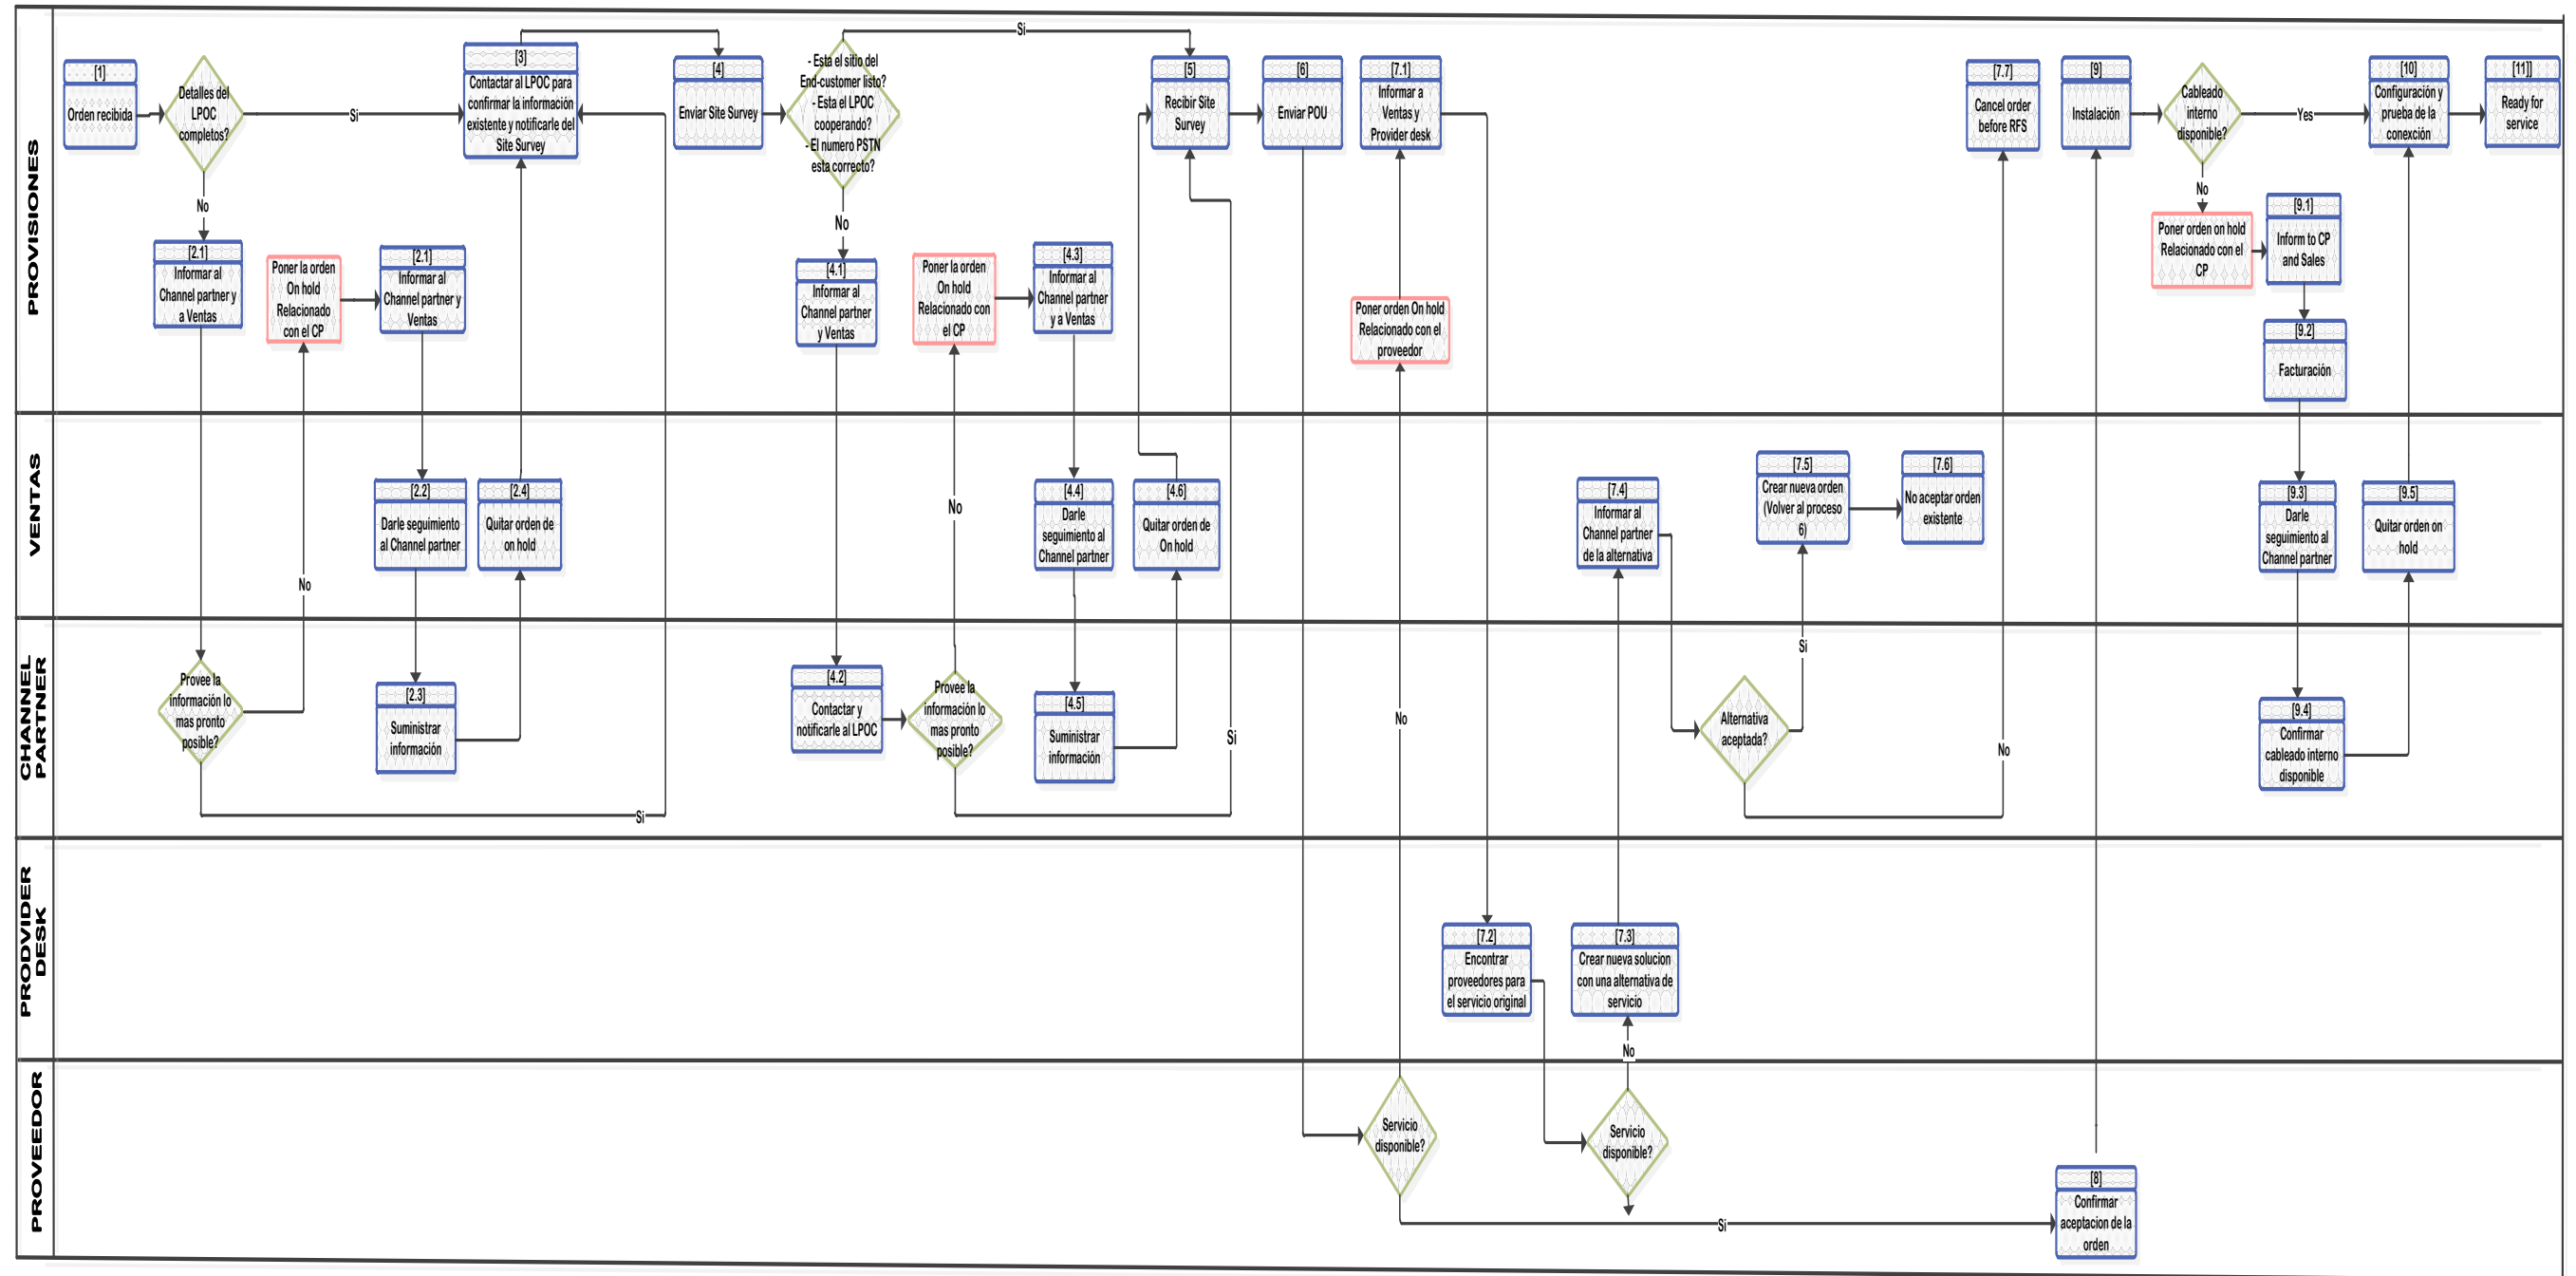 PROVISIONES
[1]
Orden recibida
Detalles del
LPOC
completos?
Si
No
[2.1]
Informar al
Channel partner y
a Ventas
Poner la orden
On hold
Relacionado
con el CP
[2.1]
Informar al
Channel partner y
Ventas
[3]
Contactar al LPOC para
confirmar la información
existente y notificarle del
Site Survey
[4]
Enviar Site Survey
- Esta el sitio del
End-customer listo?
- Esta el LPOC
cooperando?
- El numero PSTN
esta correcto?
Si
No
[4.1]
Informar al
Channel partner
y Ventas
Poner la orden
On hold
Relacionado con
el CP
[4.3]
Informar al
Channel partner
y a Ventas
[5]
Recibir Site
Survey
[6]
Enviar POU
[7.1]
Informar a
Ventas y
Provider desk
Poner orden On hold
Relacionado con el
proveedor
[7.7]
Cancel order
before RFS
[9]
Instalación
Cableado
interno
disponible?
Yes
No
Poner orden on hold
Relacionado con el
CP
[9.1]
Inform to CP
and Sales
[9.2]
Facturación
[10]
Configuración y
prueba de la
conexción
[11]]
Ready for
service
VENTAS
No
[2.2]
Darle seguimiento
al Channel partner
[2.4]
Quitar orden de
on hold
No
[4.4]
Darle
seguimiento al
Channel partner
[4.6]
Quitar orden de
On hold
[7.4]
Informar al
Channel partner
de la alternativa
[7.5]
Crear nueva orden
(Volver al proceso
6)
[7.6]
No aceptar orden
existente
[9.3]
Darle
seguimiento al
Channel partner
[9.5]
Quitar orden on
hold
CHANNEL
PARTNER
Provee la
información lo
mas pronto
posible?
Si
[2.3]
Suministrar
información
[4.2]
Contactar y
notificarle al LPOC
Provee la
información lo
mas pronto
posible?
[4.5]
Suministrar
información
Si
No
Alternativa
aceptada?
Si
No
[9.4]
Confirmar
cableado interno
disponible
PRODVIDER
DESK
[7.2]
Encontrar
proveedores para
el servicio original
[7.3]
Crear nueva solucion
con una alternativa de
servicio
No
PROVEEDOR
Servicio
disponible?
Servicio
disponible?
Si
[8]
Confirmar
aceptacion de la
orden